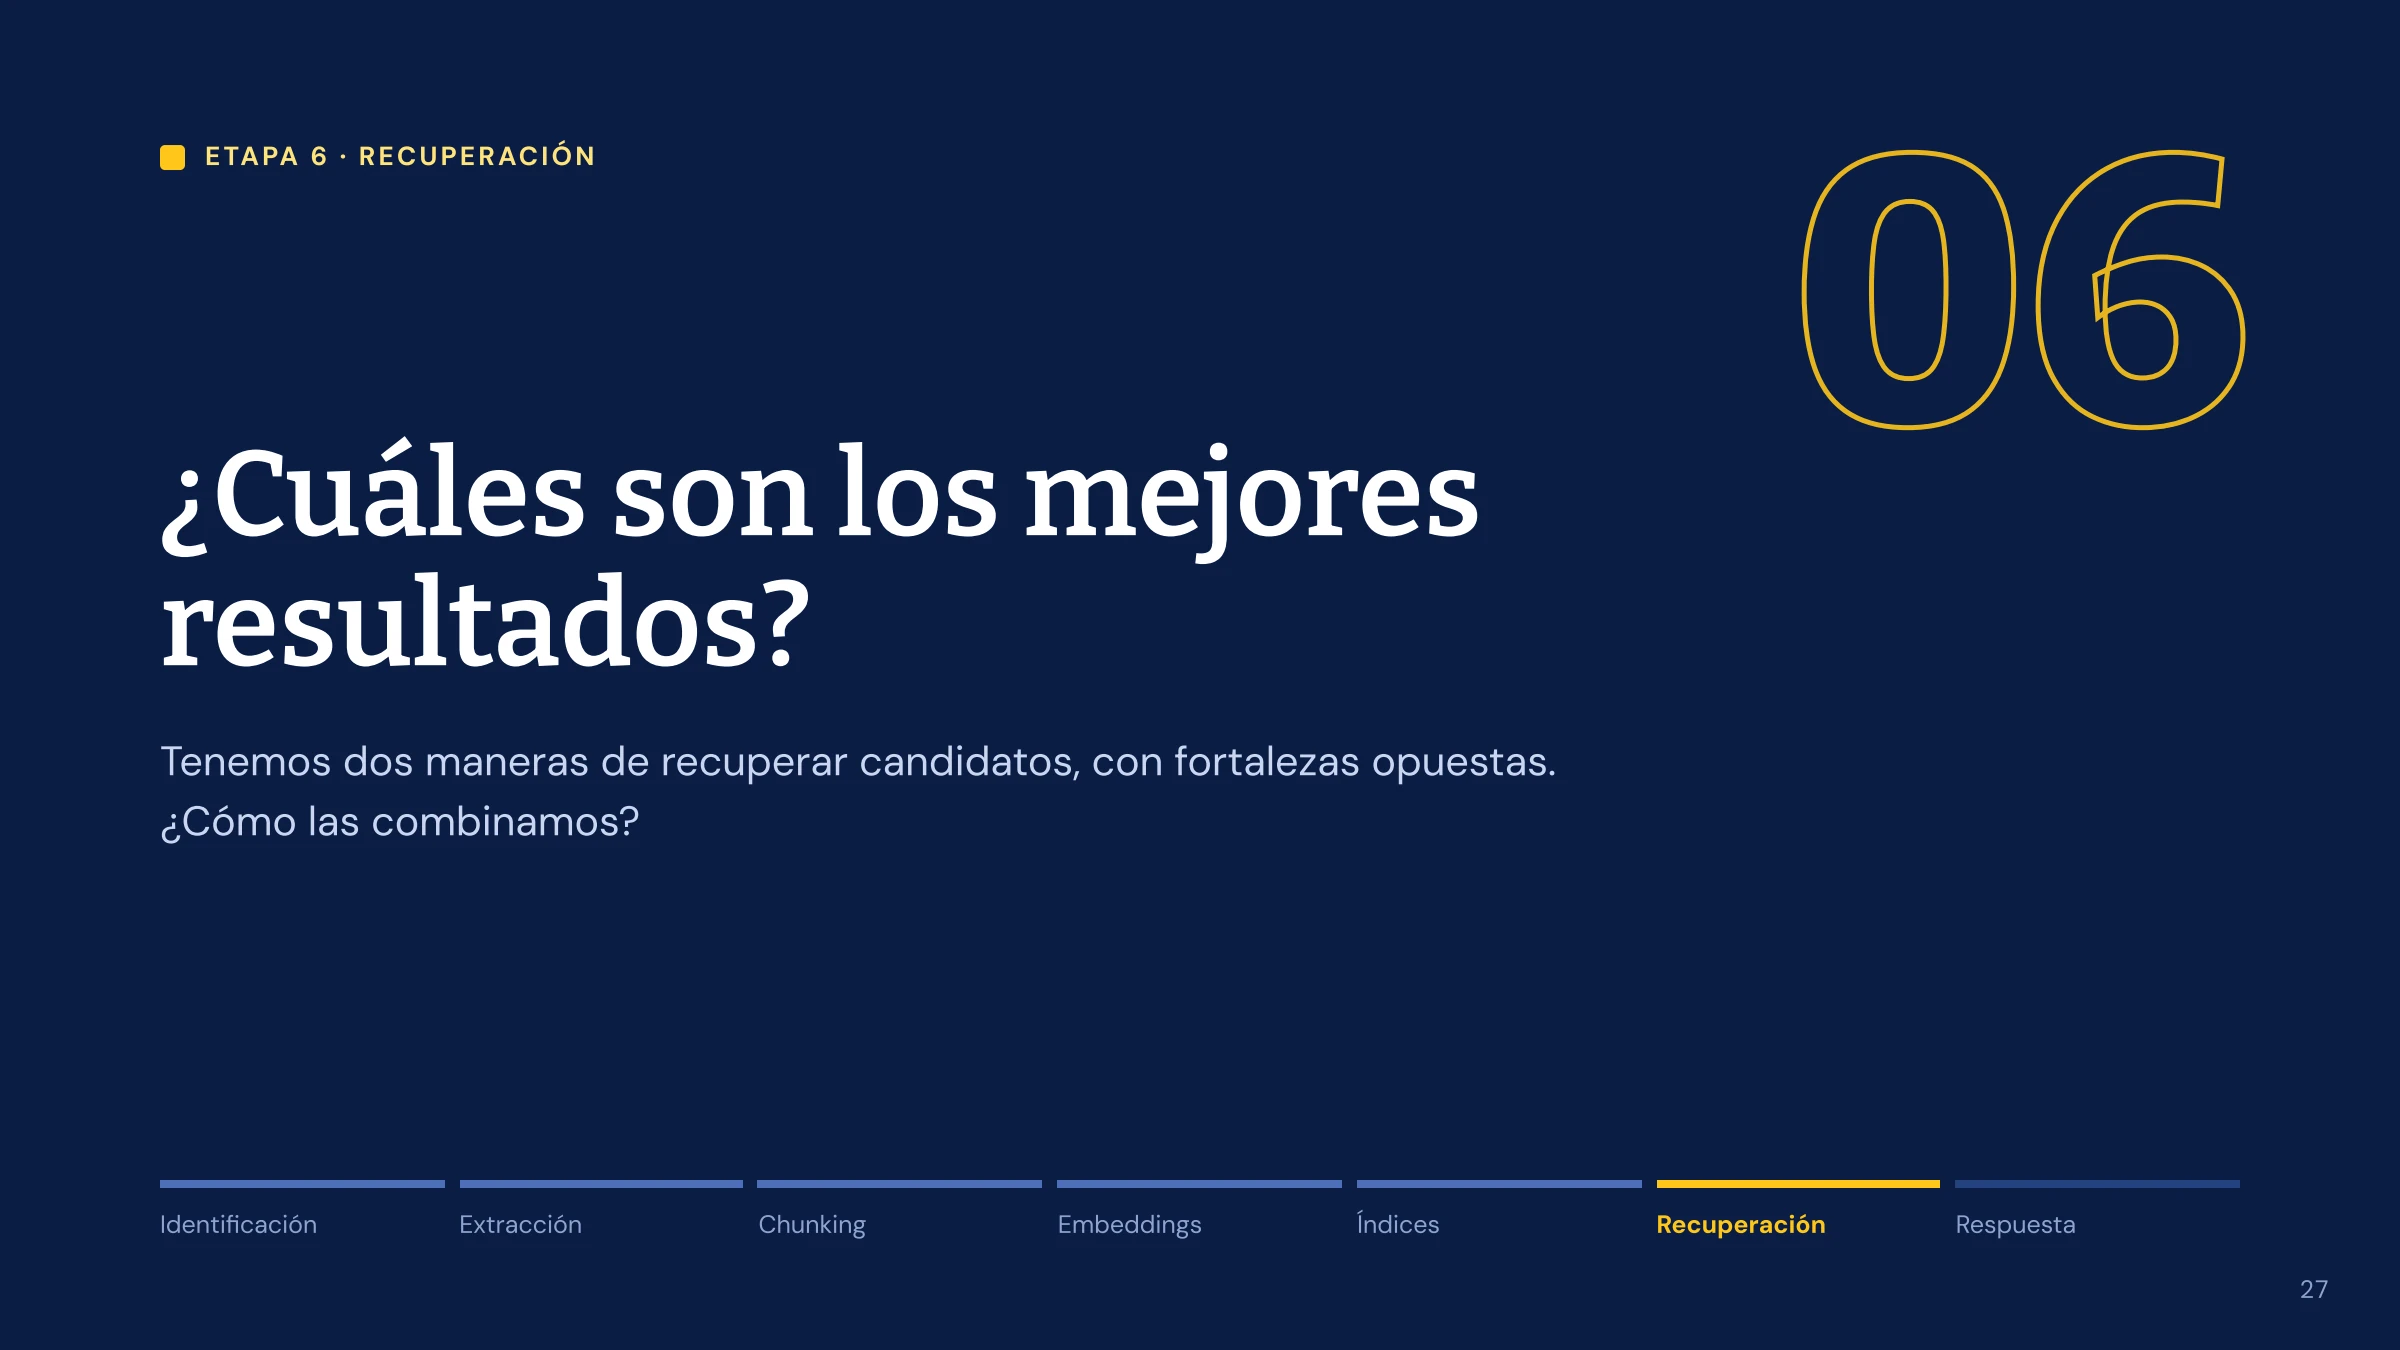 ETAPA 6 · RECUPERACIÓN
06
¿Cuáles son los mejores
resultados?
Tenemos dos maneras de recuperar candidatos, con fortalezas opuestas.
¿Cómo las combinamos?
Identificación
Extracción
Chunking
Embeddings
Índices
Recuperación
Respuesta
27